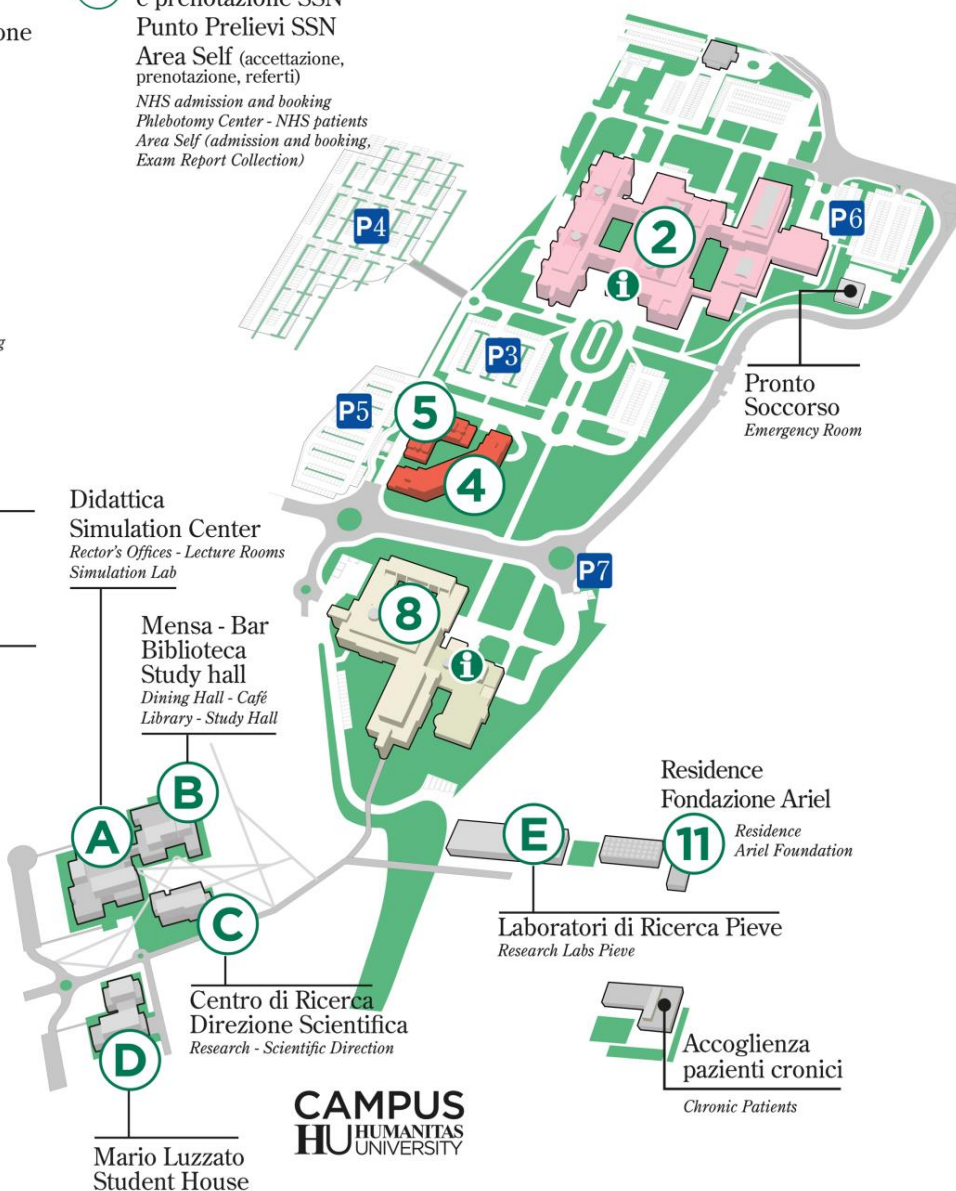 one
e prenotazione SSN
Punto Prelievi SSN
Area Self (accettazione,
prenotazione, referti)
NHS admission and booking
Phlebotomy Center - NHS patients
Area Self (admission and booking,
Exam Report Collection)
P4
2
P6
i
g
P3
Pronto
Soccorso
Emergency Room
P5
5
4
Didattica
Simulation Center
Rector's Offices - Lecture Rooms
Simulation Lab
P7
8
i
Mensa - Bar
Biblioteca
Study hall
Dining Hall - Café
Library - Study Hall
B
A
C
Residence
Fondazione Ariel
Residence
Ariel Foundation
E
11
Laboratori di Ricerca Pieve
Research Labs Pieve
Centro di Ricerca
Direzione Scientifica
Research - Scientific Direction
D
Accoglienza
pazienti cronici
Chronic Patients
CAMPUS
HU HUMANITAS
UNIVERSITY
Mario Luzzato
Student House